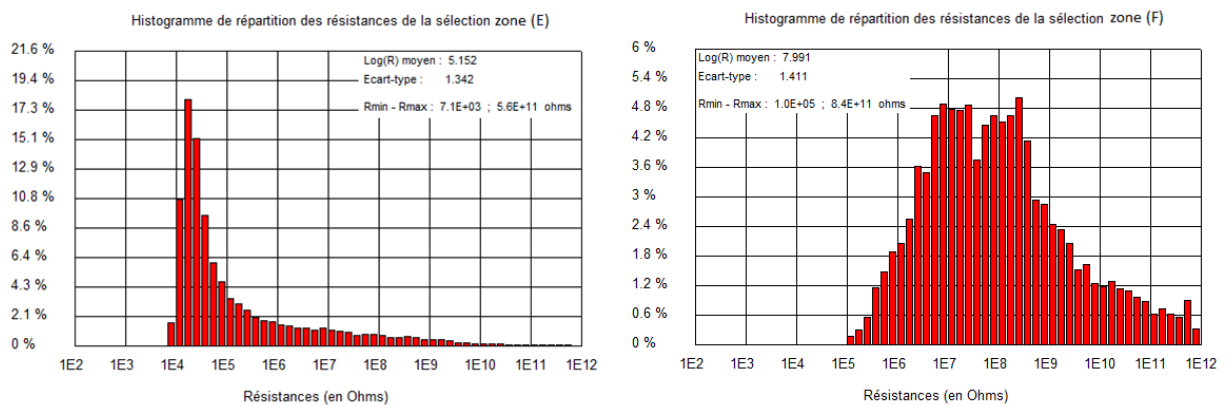 Histogramme de répartition des résistances de la sélection zone (E)
21.6 %
19.4 %
17.3 %
15.1 %
12.9 %
10.8 %
8.6 %
6.4 %
4.3 %
2.1 %
0 %
Log(R) moyen : 5.152
Ecart-type : 1.342
Rmin - Rmax : 7.1E+03 ; 5.6E+11 ohms
1E2 1E3 1E4 1E5 1E6 1E7 1E8 1E9 1E10 1E11 1E12
Résistances (en Ohms)
Histogramme de répartition des résistances de la sélection zone (F)
6 %
5.4 %
4.8 %
4.2 %
3.6 %
3 %
2.4 %
1.8 %
1.2 %
0.6 %
0 %
Log(R) moyen : 7.991
Ecart-type : 1.411
Rmin - Rmax : 1.0E+05 ; 8.4E+11 ohms
1E2 1E3 1E4 1E5 1E6 1E7 1E8 1E9 1E10 1E11 1E12
Résistances (en Ohms)